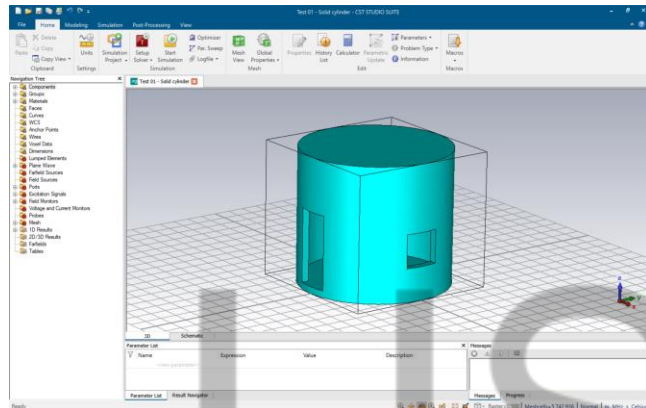 Test 01 - Solid cylinder - CST STUDIO SUITE
File Home Modeling Simulation Post-Processing View
Paste
Delete
Copy
Copy View
Clipboard
Units
Settings
Simulation Project
Setup Solver
Start Simulation
Optimizer
Par. Sweep
Logfile
Simulation
Mesh View
Global Properties
Mesh
Properties
History List
Calculator
Parametric Update
Parameters
Problem Type
Information
Edit
Macros
Macros
Navigation Tree
Components
Groups
Materials
Faces
Curves
WCS
Anchor Points
Wires
Voxel Data
Dimensions
Lumped Elements
Plane Wave
Farfield Sources
Field Sources
Ports
Excitation Signals
Field Monitors
Voltage and Current Monitors
Probes
Mesh
1D Results
2D/3D Results
Farfields
Tables
Test 01 - Solid cylinder
z
y
x
3D Schematic
Parameter List
Name Expression Value Description
<new parameter>
Parameter List Result Navigator
Messages
Messages Progress
Ready